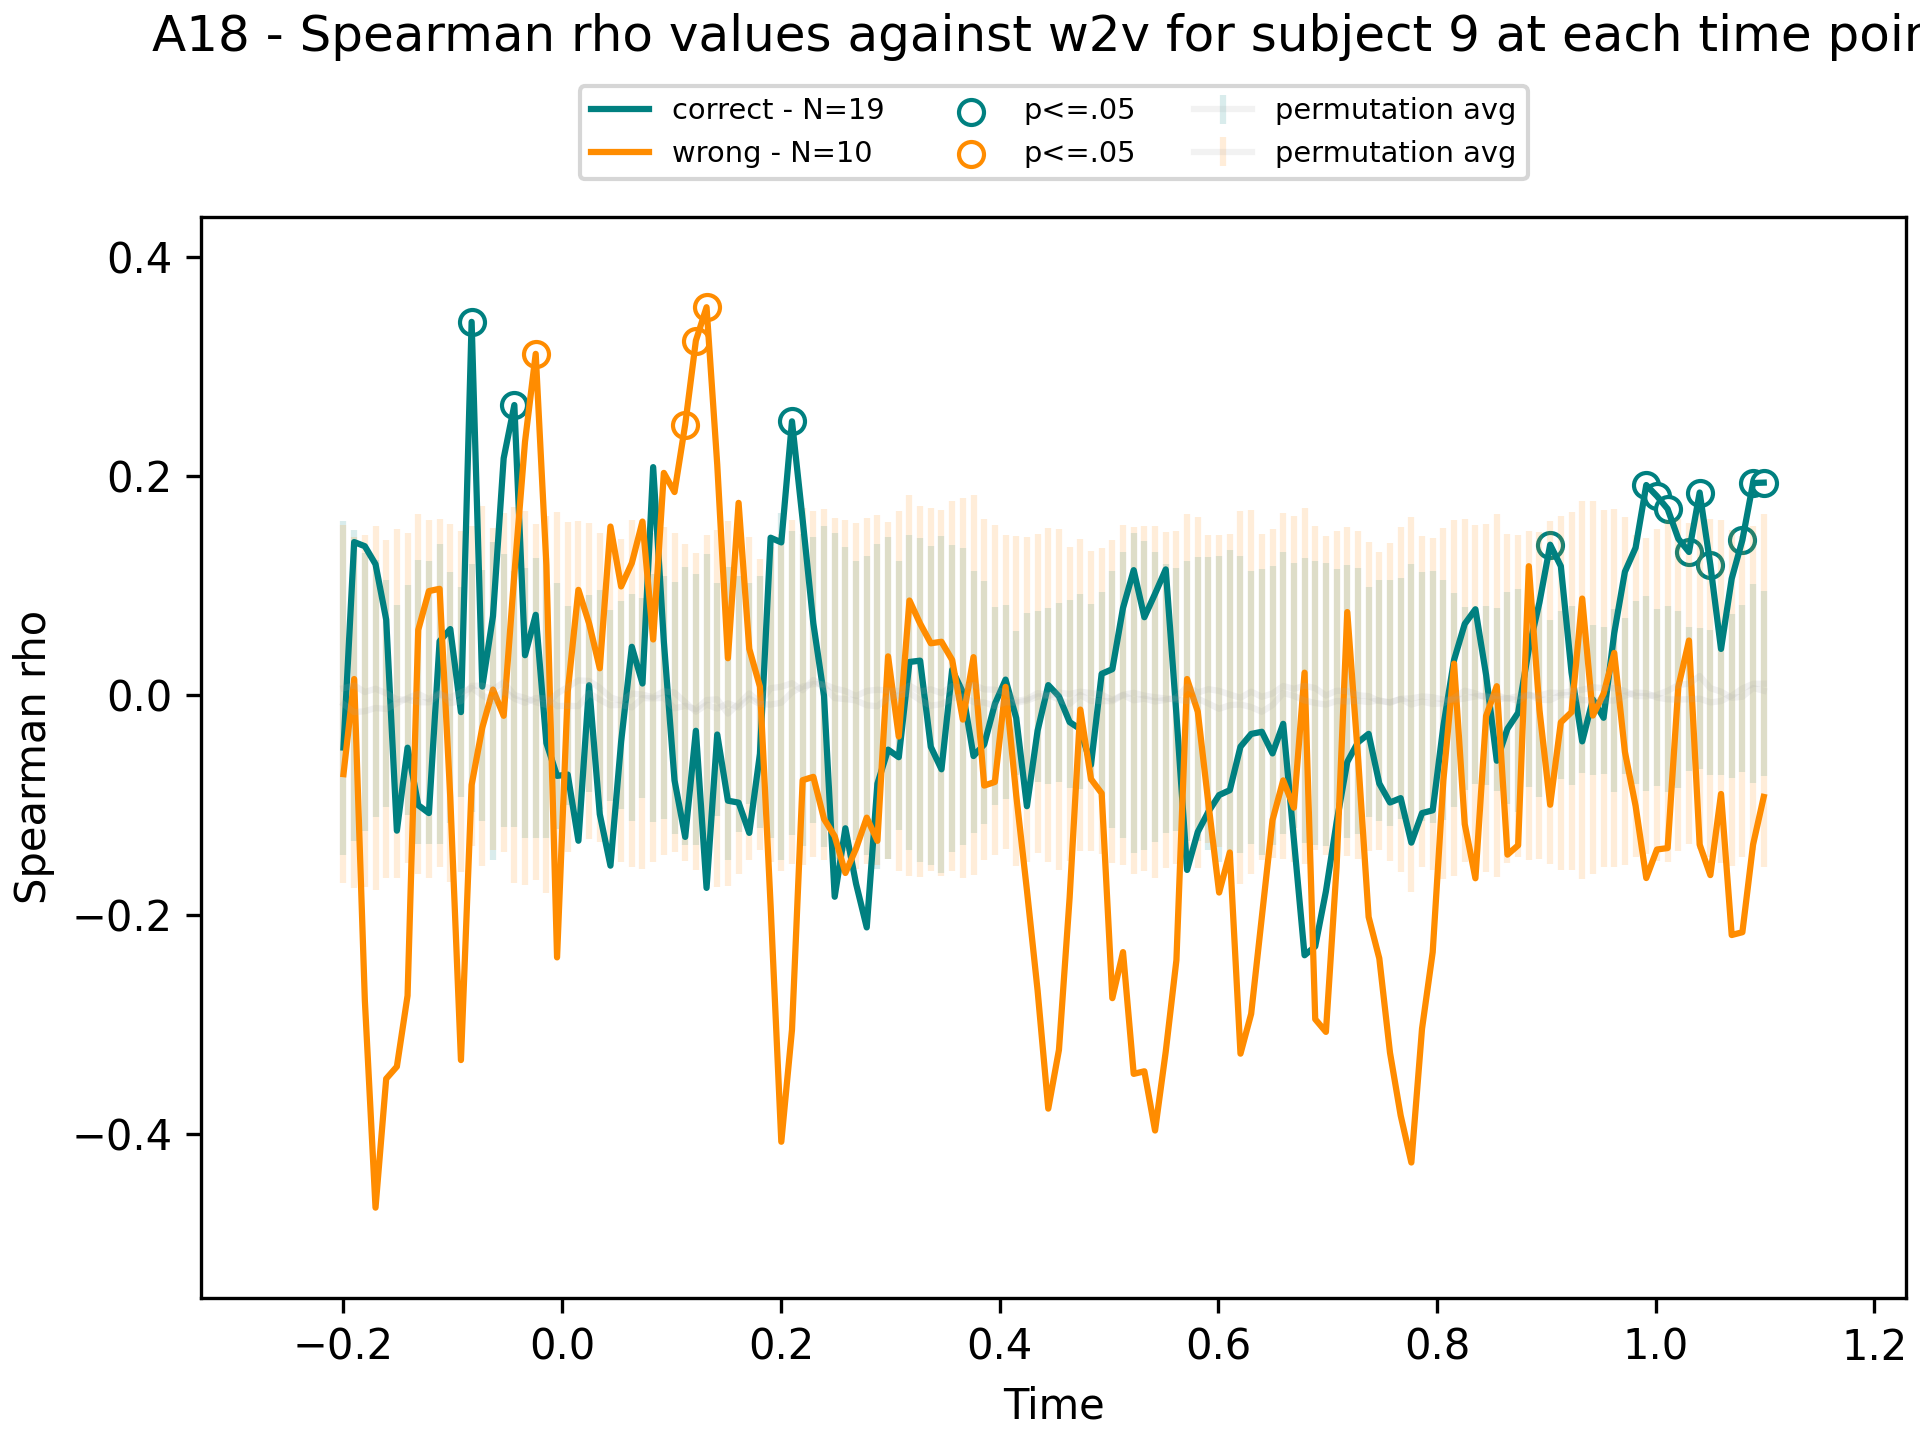 A18 - Spearman rho values against w2v for subject 9 at each time poin
correct - N=19 p<=.05 permutation avg
wrong - N=10 p<=.05 permutation avg
Spearman rho
0.4
0.2
0.0
−0.2
−0.4
−0.2 0.0 0.2 0.4 0.6 0.8 1.0 1.2
Time